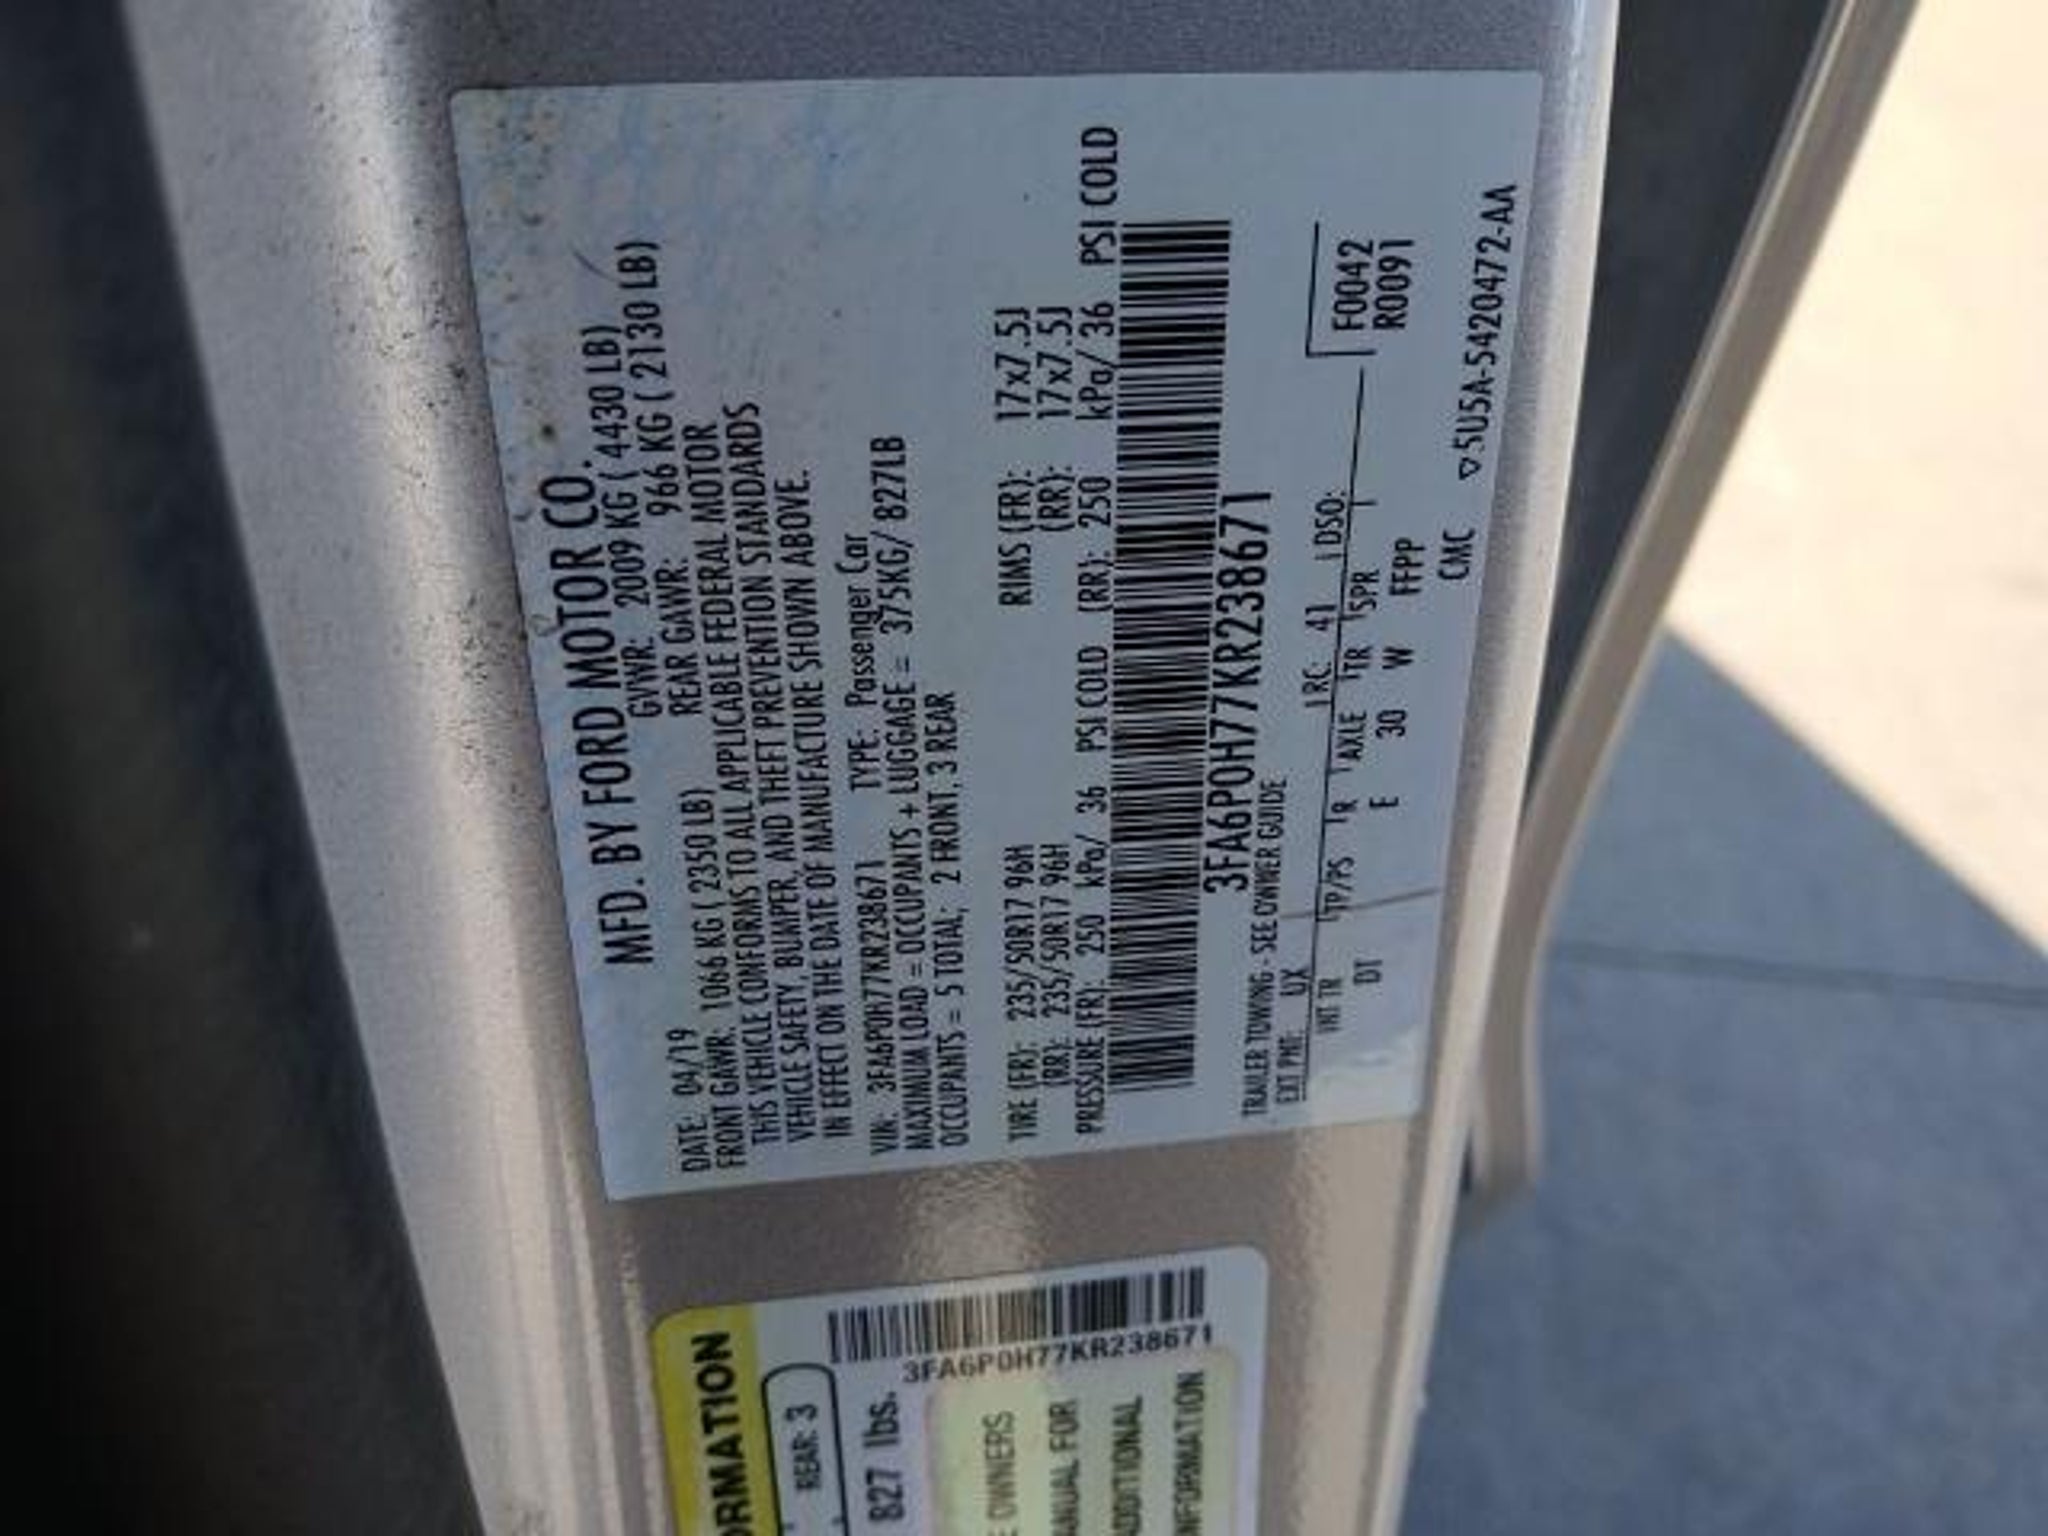 MFD. BY FORD MOTOR CO.
DATE: 04/19 GVWR: 2009 KG ( 4430 LB)
FRONT GAWR: 1066 KG ( 2350 LB) REAR GAWR: 966 KG ( 2130 LB)
THIS VEHICLE CONFORMS TO ALL APPLICABLE FEDERAL MOTOR
VEHICLE SAFETY, BUMPER, AND THEFT PREVENTION STANDARDS
IN EFFECT ON THE DATE OF MANUFACTURE SHOWN ABOVE.
VIN: 3FA6P0H77KR238671 TYPE: Passenger Car
MAXIMUM LOAD = OCCUPANTS + LUGGAGE = 375KG/ 827LB
OCCUPANTS = 5 TOTAL, 2 FRONT, 3 REAR
TIRE (FR): 235/50R17 96H RIMS (FR): 17x7.5J
(RR): 235/50R17 96H (RR): 17x7.5J
PRESSURE (FR): 250 kPa/ 36 PSI COLD (RR): 250 kPa/ 36 PSI COLD
3FA6P0H77KR238671
TRAILER TOWING - SEE OWNER GUIDE
EXT PNT: UX RC: 41 DSO: F0042
INT TR TP/PS R AXLE TR SPR R0091
DT E 30 W FFPP
CMC ▽5U5A-5420472-AA
ORMATION
REAR: 3
827 lbs.
3FA6P0H77KR238671
OWNERS
MANUAL FOR
ADDITIONAL
INFORMATION